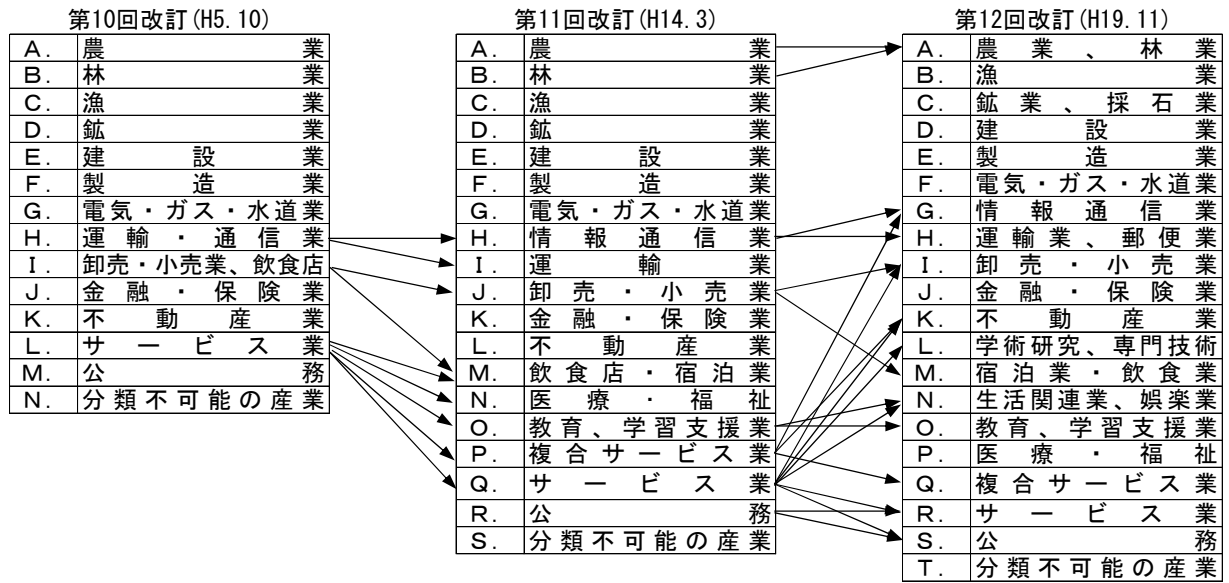 第10回改訂(H5.10)
A. 農業
B. 林業
C. 漁業
D. 鉱業
E. 建設業
F. 製造業
G. 電気・ガス・水道業
H. 運輸・通信業
I. 卸売・小売業、飲食店
J. 金融・保険業
K. 不動産業
L. サービス業
M. 公務
N. 分類不可能の産業
第11回改訂(H14.3)
A. 農業
B. 林業
C. 漁業
D. 鉱業
E. 建設業
F. 製造業
G. 電気・ガス・水道業
H. 情報通信業
I. 運輸業
J. 卸売・小売業
K. 金融・保険業
L. 不動産業
M. 飲食店・宿泊業
N. 医療・福祉
O. 教育、学習支援業
P. 複合サービス業
Q. サービス業
R. 公務
S. 分類不可能の産業
第12回改訂(H19.11)
A. 農業、林業
B. 漁業
C. 鉱業、採石業
D. 建設業
E. 製造業
F. 電気・ガス・水道業
G. 情報通信業
H. 運輸業、郵便業
I. 卸売・小売業
J. 金融・保険業
K. 不動産業
L. 学術研究、専門技術
M. 宿泊業・飲食業
N. 生活関連業、娯楽業
O. 教育、学習支援業
P. 医療・福祉
Q. 複合サービス業
R. サービス業
S. 公務
T. 分類不可能の産業